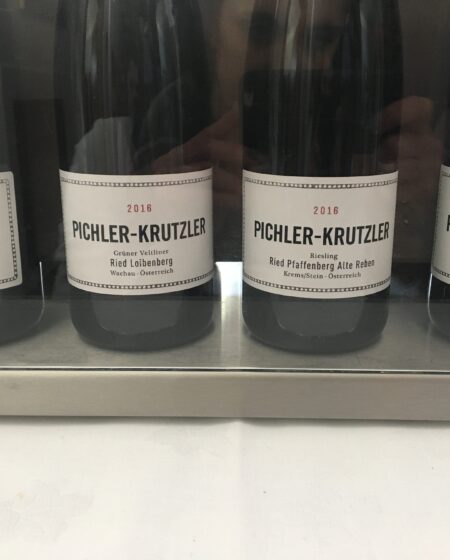 2016
PICHLER-KRUTZLER
Grüner Veltliner
Ried Loibenberg
Wachau · Österreich
2016
PICHLER-KRUTZLER
Riesling
Ried Pfaffenberg Alte Reben
Krems/Stein · Österreich